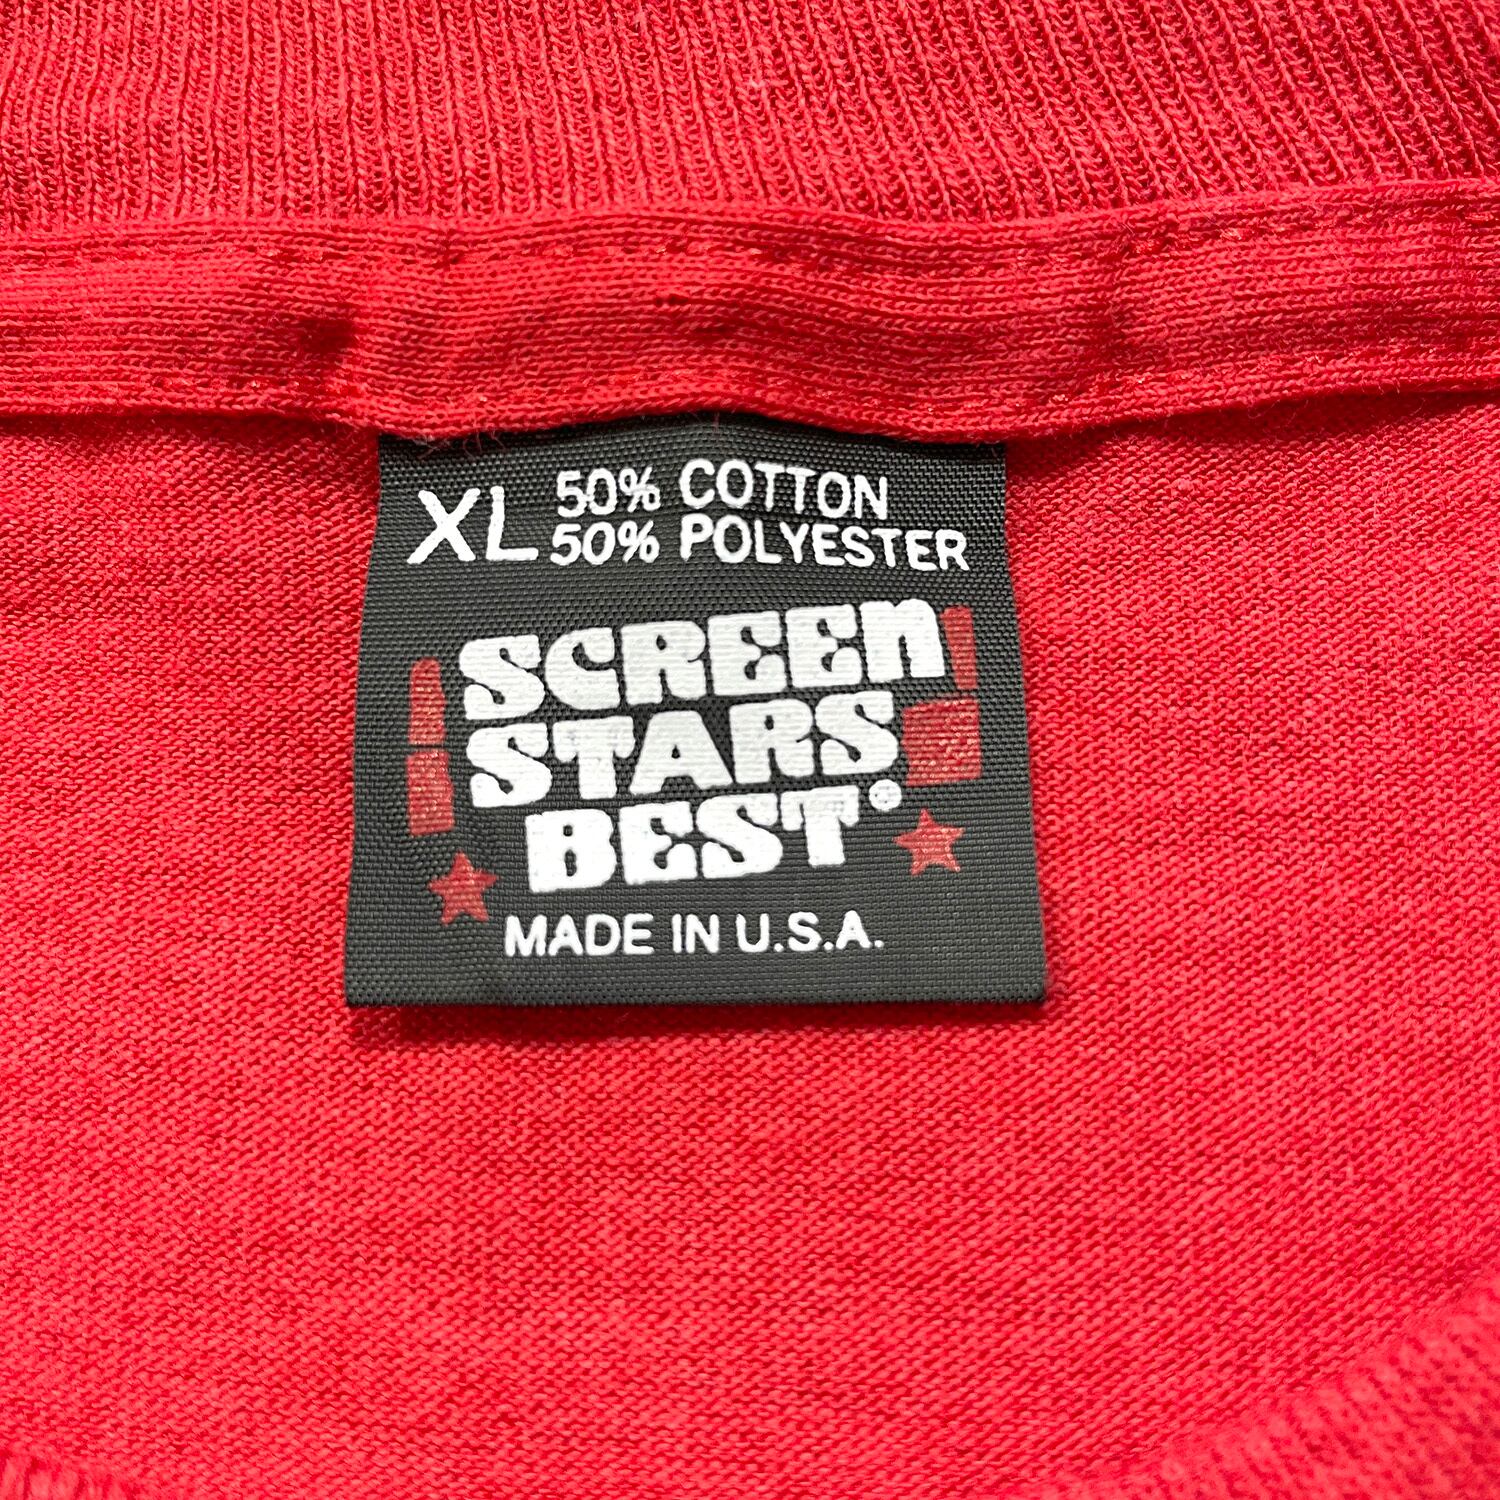 XL 50% COTTON
50% POLYESTER
SCREEN
STARS
BEST®
MADE IN U.S.A.